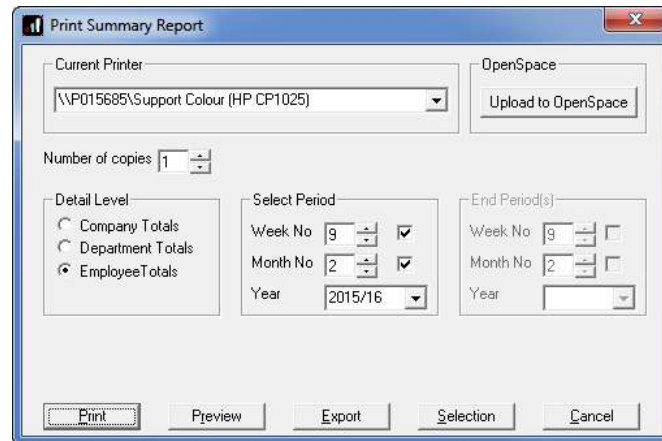 Print Summary Report
Current Printer
\\P015685\Support Colour (HP CP1025)
OpenSpace
Upload to OpenSpace
Number of copies 1
Detail Level
Company Totals
Department Totals
EmployeeTotals
Select Period
Week No 9
Month No 2
Year 2015/16
End Period(s)
Week No 9
Month No 2
Year
Print Preview Export Selection Cancel